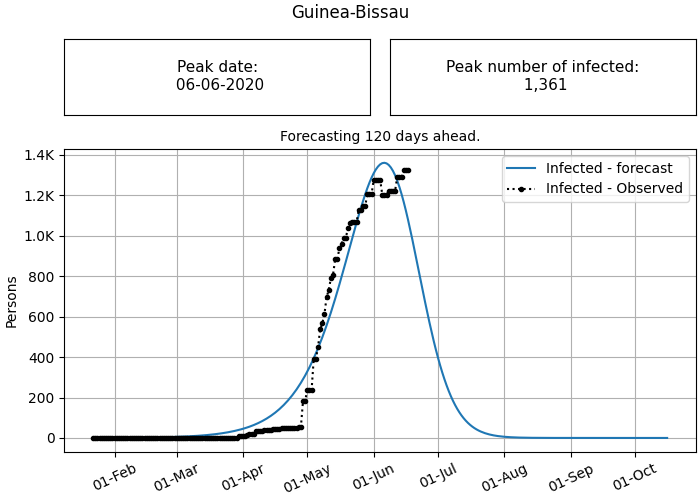 Guinea-Bissau
Peak date:
06-06-2020
Peak number of infected:
1,361
Forecasting 120 days ahead.
1.4K
1.2K
1.0K
800
600
400
200
0
Persons
Infected - forecast
Infected - Observed
01-Feb
01-Mar
01-Apr
01-May
01-Jun
01-Jul
01-Aug
01-Sep
01-Oct